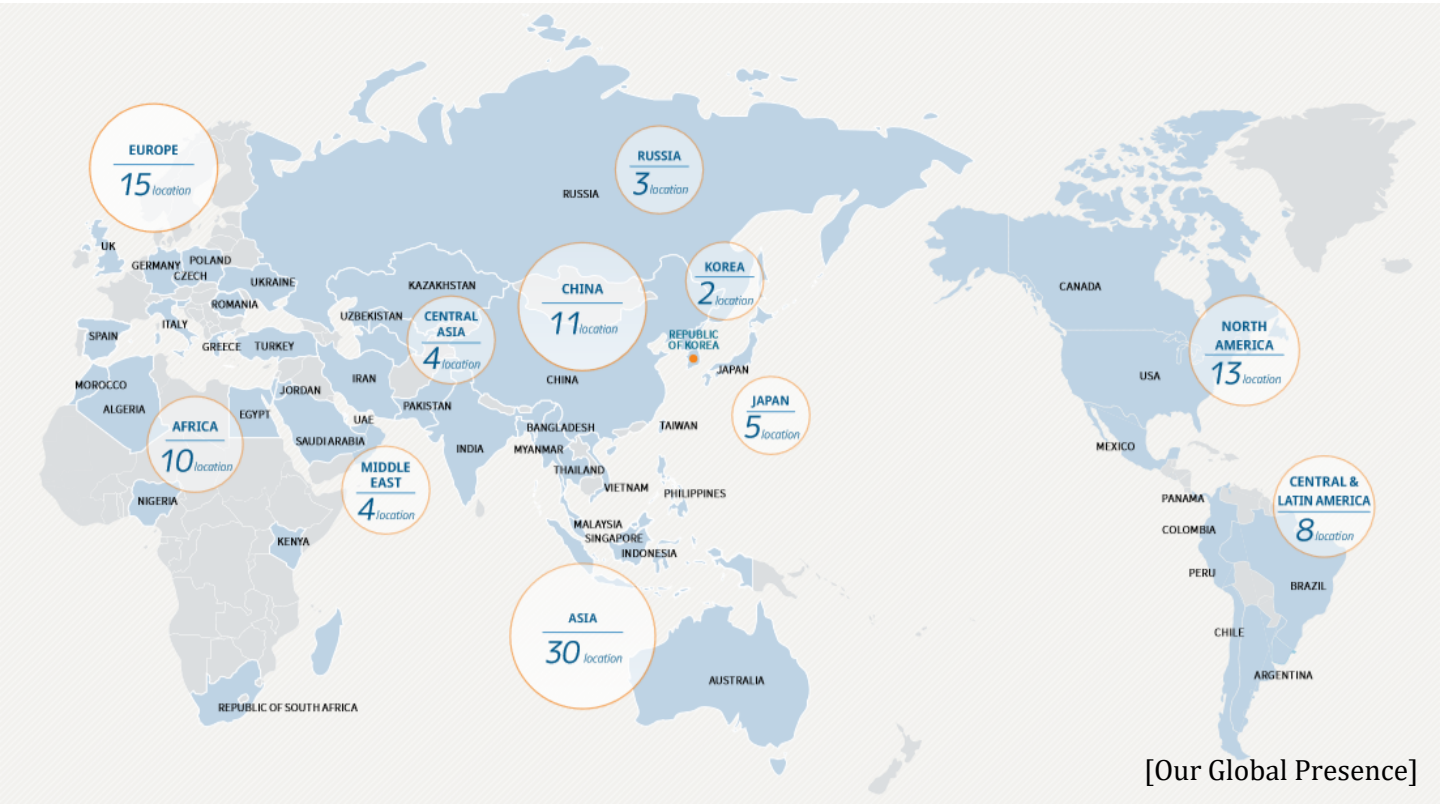 EUROPE
15 location
RUSSIA
3 location
RUSSIA
UK
GERMANY
POLAND
CZECH
UKRAINE
ROMANIA
ITALY
SPAIN
GREECE
TURKEY
KAZAKHSTAN
UZBEKISTAN
CENTRAL
ASIA
4 location
CHINA
11 location
CHINA
KOREA
2 location
REPUBLIC
OF KOREA
JAPAN
JAPAN
5 location
MOROCCO
ALGERIA
EGYPT
JORDAN
IRAN
UAE
SAUDI ARABIA
PAKISTAN
INDIA
BANGLADESH
MYANMAR
TAIWAN
THAILAND
VIETNAM
PHILIPPINES
MALAYSIA
SINGAPORE
INDONESIA
AFRICA
10 location
MIDDLE
EAST
4 location
NIGERIA
KENYA
REPUBLIC OF SOUTH AFRICA
ASIA
30 location
AUSTRALIA
CANADA
USA
NORTH
AMERICA
13 location
MEXICO
CENTRAL &
LATIN AMERICA
8 location
PANAMA
COLOMBIA
PERU
BRAZIL
CHILE
ARGENTINA
[Our Global Presence]